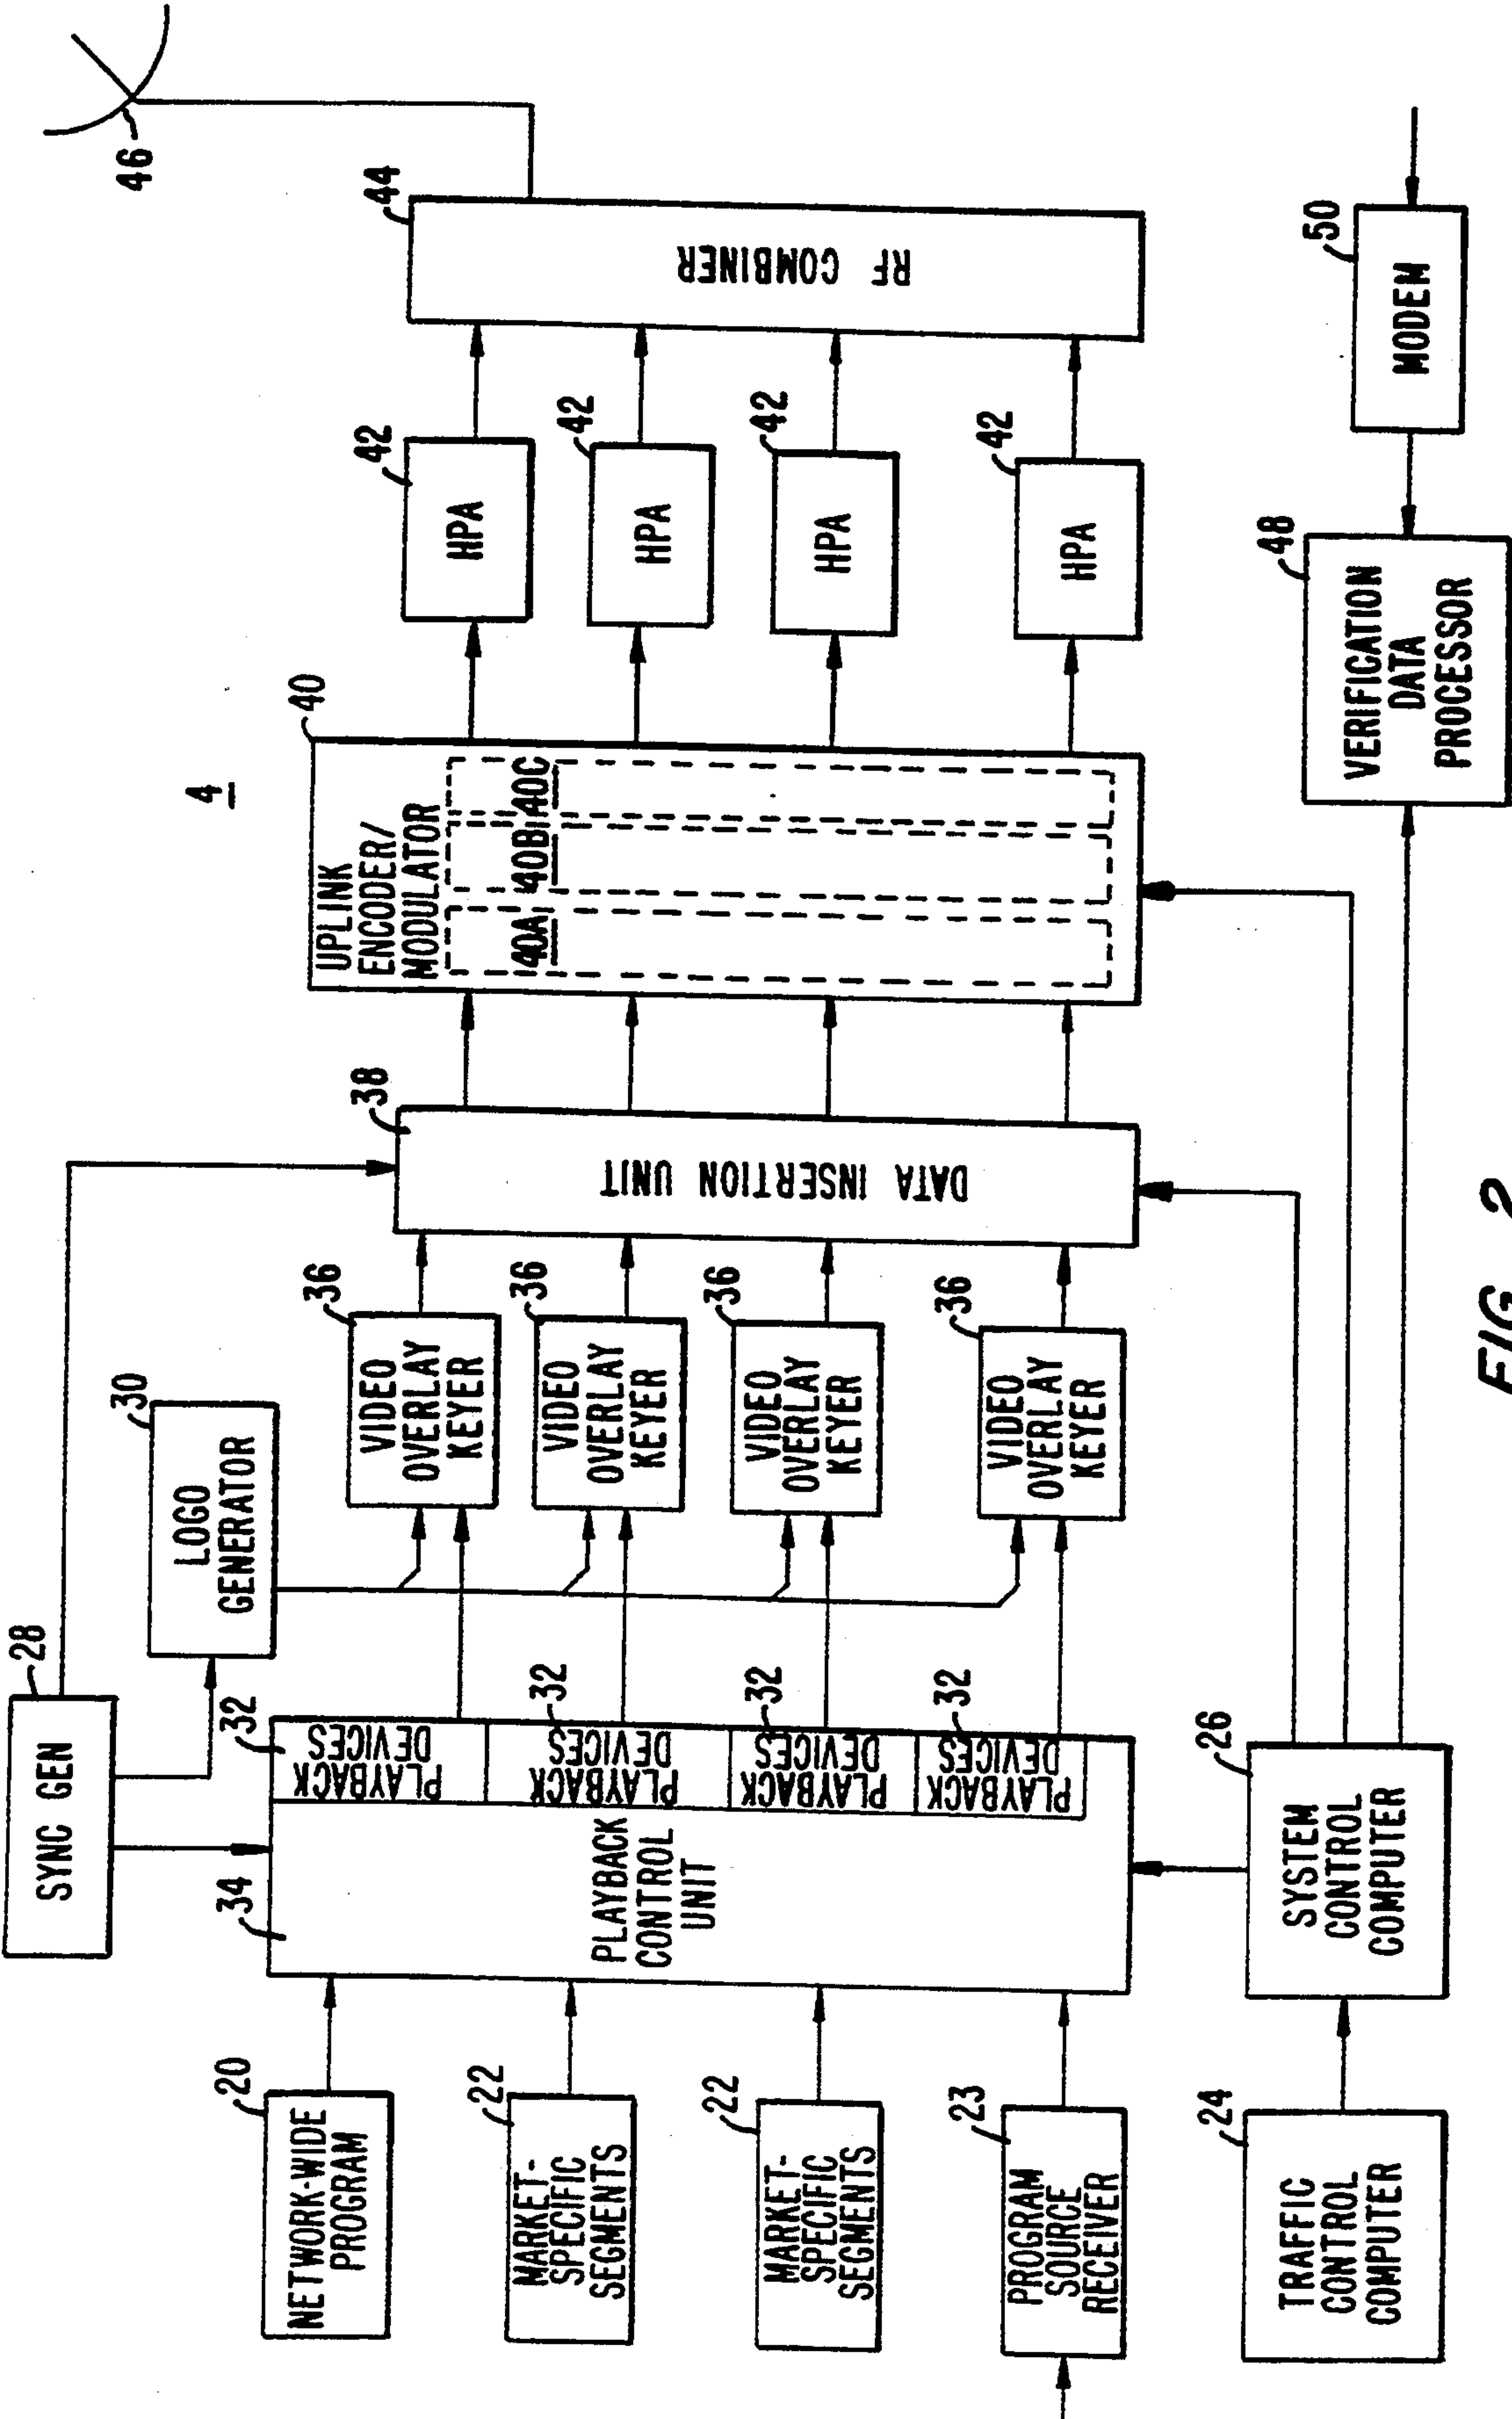 28
SYNC GEN
30
LOGO
GENERATOR
20
NETWORK-WIDE
PROGRAM
22
MARKET-
SPECIFIC
SEGMENTS
22
MARKET-
SPECIFIC
SEGMENTS
23
PROGRAM
SOURCE
RECEIVER
24
TRAFFIC
CONTROL
COMPUTER
26
SYSTEM
CONTROL
COMPUTER
34
PLAYBACK
CONTROL
UNIT
32
PLAYBACK
DEVICES
32
PLAYBACK
DEVICES
32
PLAYBACK
DEVICES
32
PLAYBACK
DEVICES
36
VIDEO
OVERLAY
KEYER
36
VIDEO
OVERLAY
KEYER
36
VIDEO
OVERLAY
KEYER
36
VIDEO
OVERLAY
KEYER
38
DATA INSERTION UNIT
4
40
UPLINK
ENCODER/
MODULATOR
40A
40B
40C
42
HPA
42
HPA
42
HPA
42
HPA
44
RF COMBINER
46
48
VERIFICATION
DATA
PROCESSOR
50
MODEM
FIG. 2